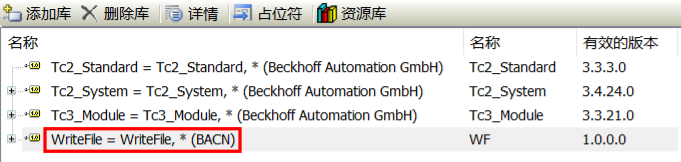 添加库 删除库 详情 占位符 资源库
名称 名称 有效的版本
Tc2_Standard = Tc2_Standard, * (Beckhoff Automation GmbH) Tc2_Standard 3.3.3.0
Tc2_System = Tc2_System, * (Beckhoff Automation GmbH) Tc2_System 3.4.24.0
Tc3_Module = Tc3_Module, * (Beckhoff Automation GmbH) Tc3_Module 3.3.21.0
WriteFile = WriteFile, * (BACN) WF 1.0.0.0